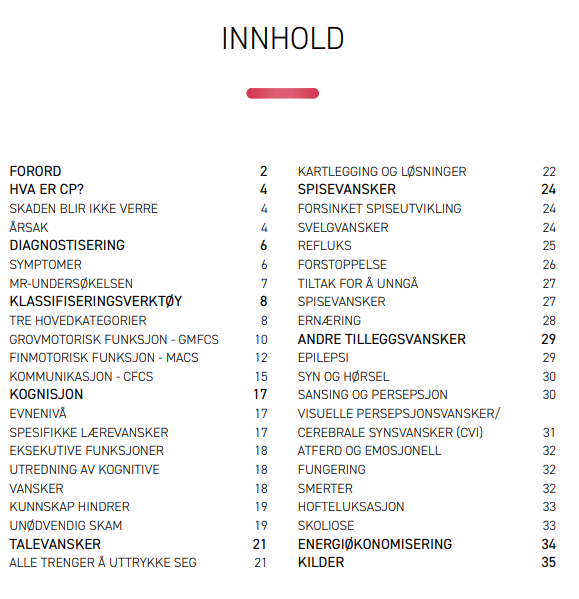 INNHOLD
FORORD 2
HVA ER CP? 4
SKADEN BLIR IKKE VERRE 4
ÅRSAK 4
DIAGNOSTISERING 6
SYMPTOMER 6
MR-UNDERSØKELSEN 7
KLASSIFISERINGSVERKTØY 8
TRE HOVEDKATEGORIER 8
GROVMOTORISK FUNKSJON - GMFCS 10
FINMOTORISK FUNKSJON - MACS 12
KOMMUNIKASJON - CFCS 15
KOGNISJON 17
EVNENIVÅ 17
SPESIFIKKE LÆREVANSKER 17
EKSEKUTIVE FUNKSJONER 18
UTREDNING AV KOGNITIVE 18
VANSKER 18
KUNNSKAP HINDRER 19
UNØDVENDIG SKAM 19
TALEVANSKER 21
ALLE TRENGER Å UTTRYKKE SEG 21
KARTLEGGING OG LØSNINGER 22
SPISEVANSKER 24
FORSINKET SPISEUTVIKLING 24
SVELGVANSKER 24
REFLUKS 25
FORSTOPPELSE 26
TILTAK FOR Å UNNGÅ 27
SPISEVANSKER 27
ERNÆRING 28
ANDRE TILLEGGSVANSKER 29
EPILEPSI 29
SYN OG HØRSEL 30
SANSING OG PERSEPSJON 30
VISUELLE PERSEPSJONSVANSKER/
CEREBRALE SYNSVANSKER (CVI) 31
ATFERD OG EMOSJONELL 32
FUNGERING 32
SMERTER 32
HOFTELUKSASJON 33
SKOLIOSE 33
ENERGIØKONOMISERING 34
KILDER 35